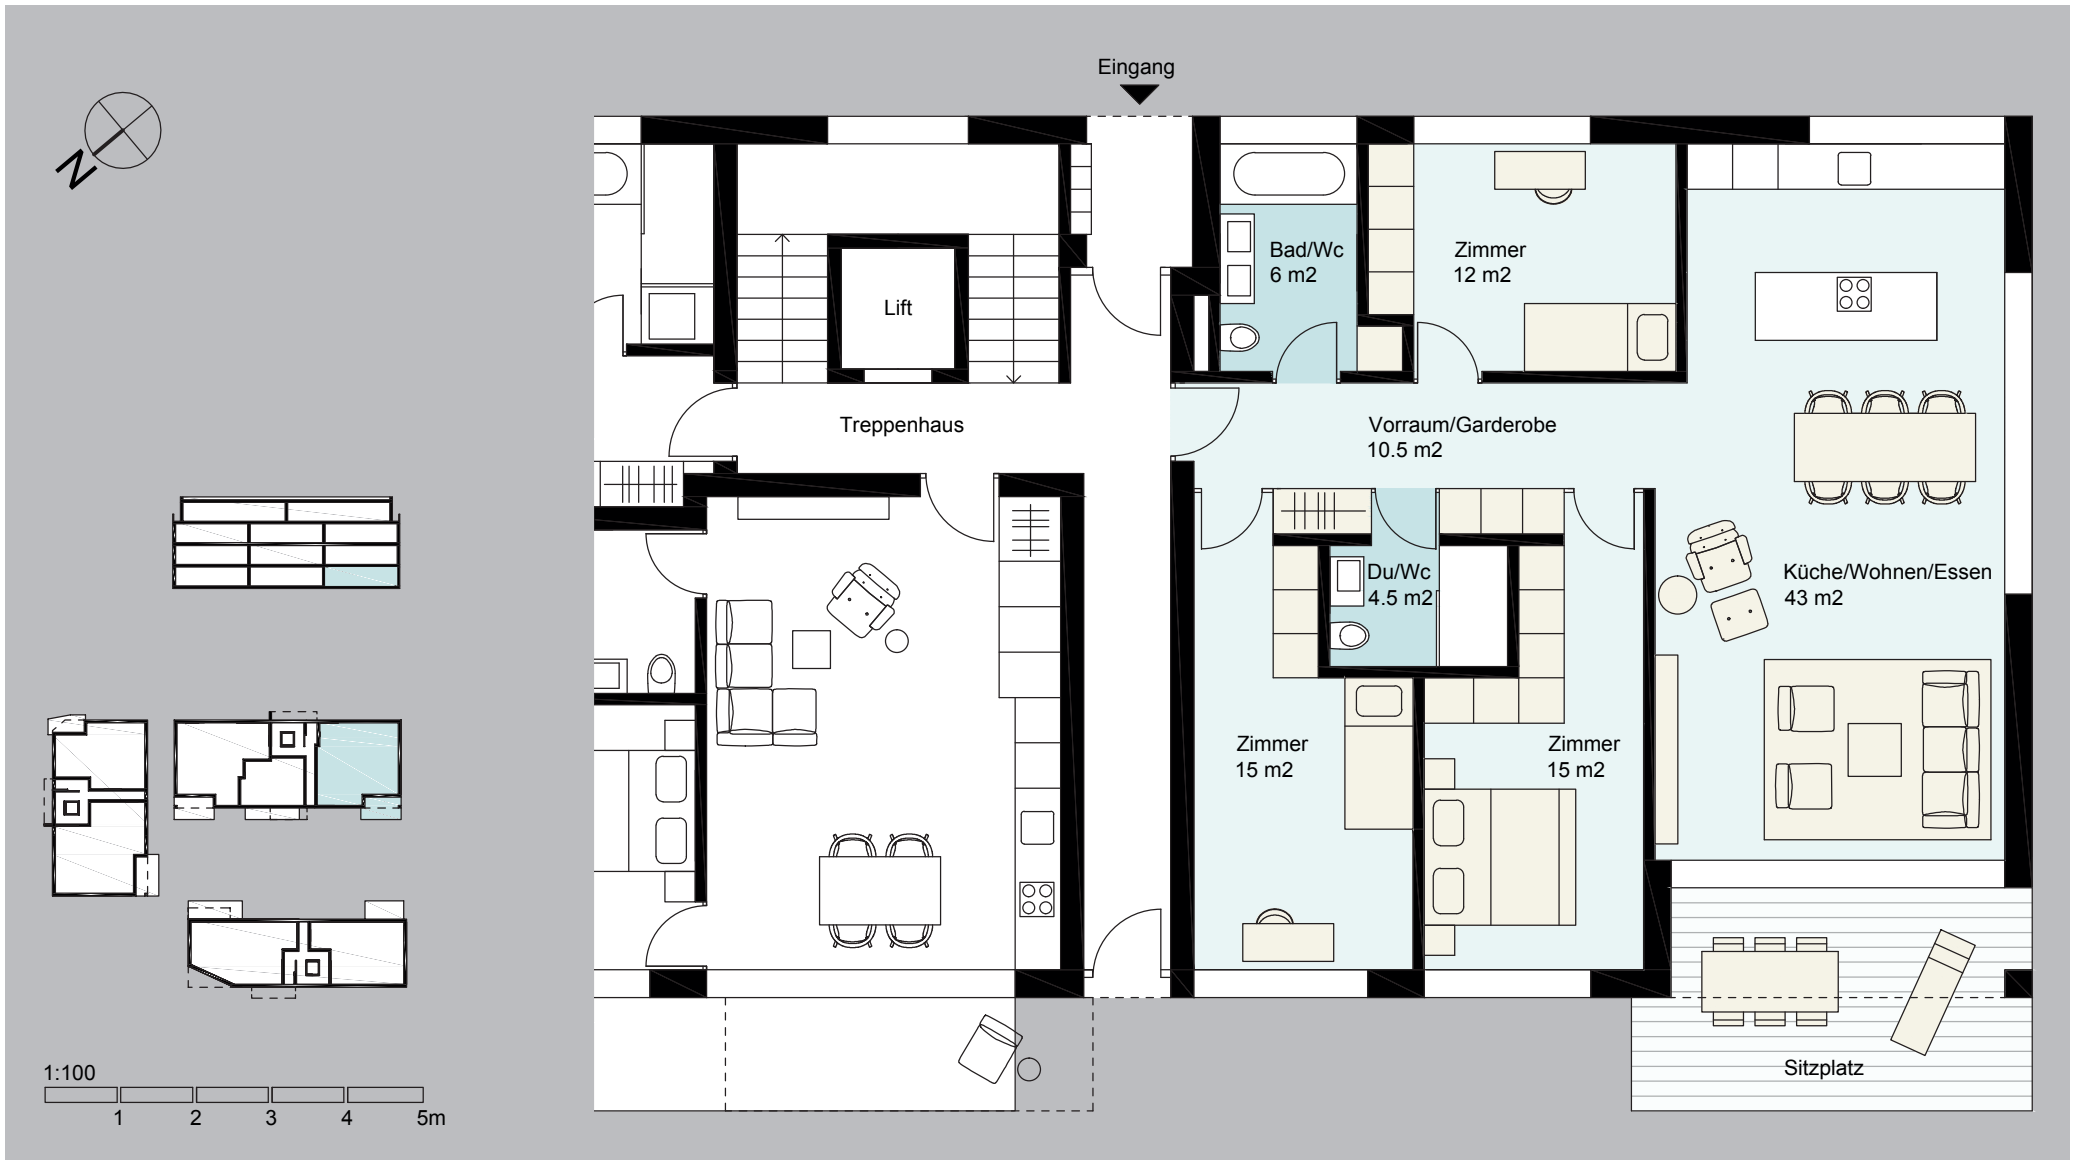 Eingang
N
Lift
Bad/Wc
6 m2
Zimmer
12 m2
Treppenhaus
Vorraum/Garderobe
10.5 m2
Du/Wc
4.5 m2
Küche/Wohnen/Essen
43 m2
Zimmer
15 m2
Zimmer
15 m2
Sitzplatz
1:100
1 2 3 4 5m